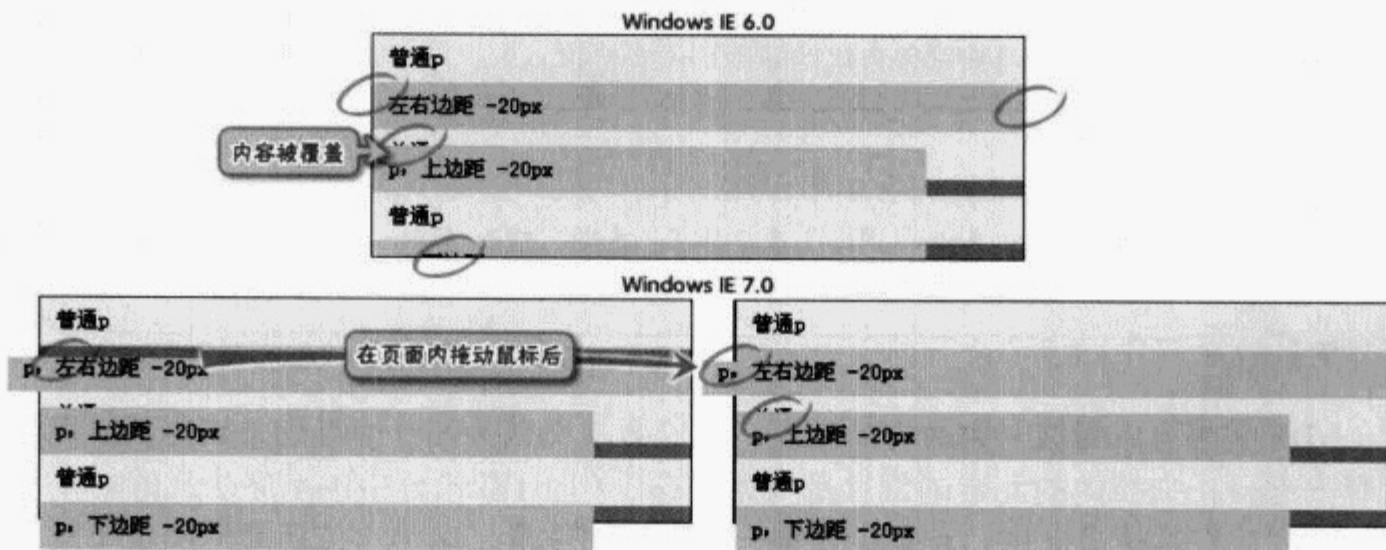 Windows IE 6.0
普通p
左右边距 -20px
内容被覆盖
p，上边距 -20px
普通p
Windows IE 7.0
普通p
在页面内拖动鼠标后
p，左右边距 -20px
p，上边距 -20px
普通p
p，下边距 -20px
普通p
p，左右边距 -20px
p，上边距 -20px
普通p
p，下边距 -20px